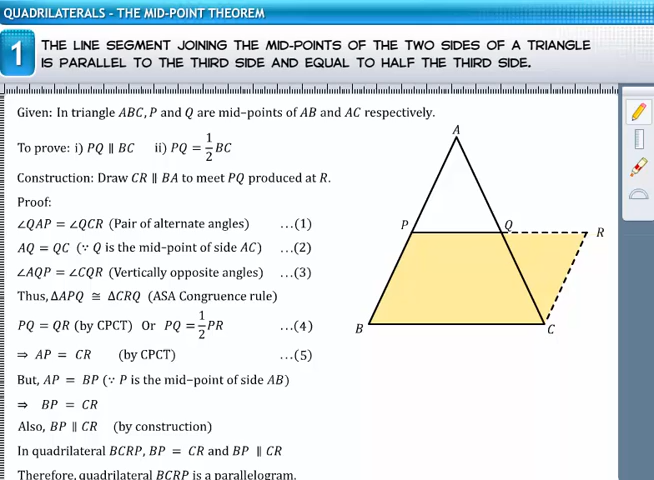 QUADRILATERALS - THE MID-POINT THEOREM
1
THE LINE SEGMENT JOINING THE MID-POINTS OF THE TWO SIDES OF A TRIANGLE
IS PARALLEL TO THE THIRD SIDE AND EQUAL TO HALF THE THIRD SIDE.
Given: In triangle ABC, P and Q are mid-points of AB and AC respectively.
To prove: i) PQ ∥ BC ii) PQ = 1/2 BC
Construction: Draw CR ∥ BA to meet PQ produced at R.
Proof:
∠QAP = ∠QCR (Pair of alternate angles) ...(1)
AQ = QC (∵ Q is the mid-point of side AC) ...(2)
∠AQP = ∠CQR (Vertically opposite angles) ...(3)
Thus, ΔAPQ ≅ ΔCRQ (ASA Congruence rule)
PQ = QR (by CPCT) Or PQ = 1/2 PR ...(4)
⇒ AP = CR (by CPCT) ...(5)
But, AP = BP (∵ P is the mid-point of side AB)
⇒ BP = CR
Also, BP ∥ CR (by construction)
In quadrilateral BCRP, BP = CR and BP ∥ CR
Therefore, quadrilateral BCRP is a parallelogram.
A
P
Q
R
B
C